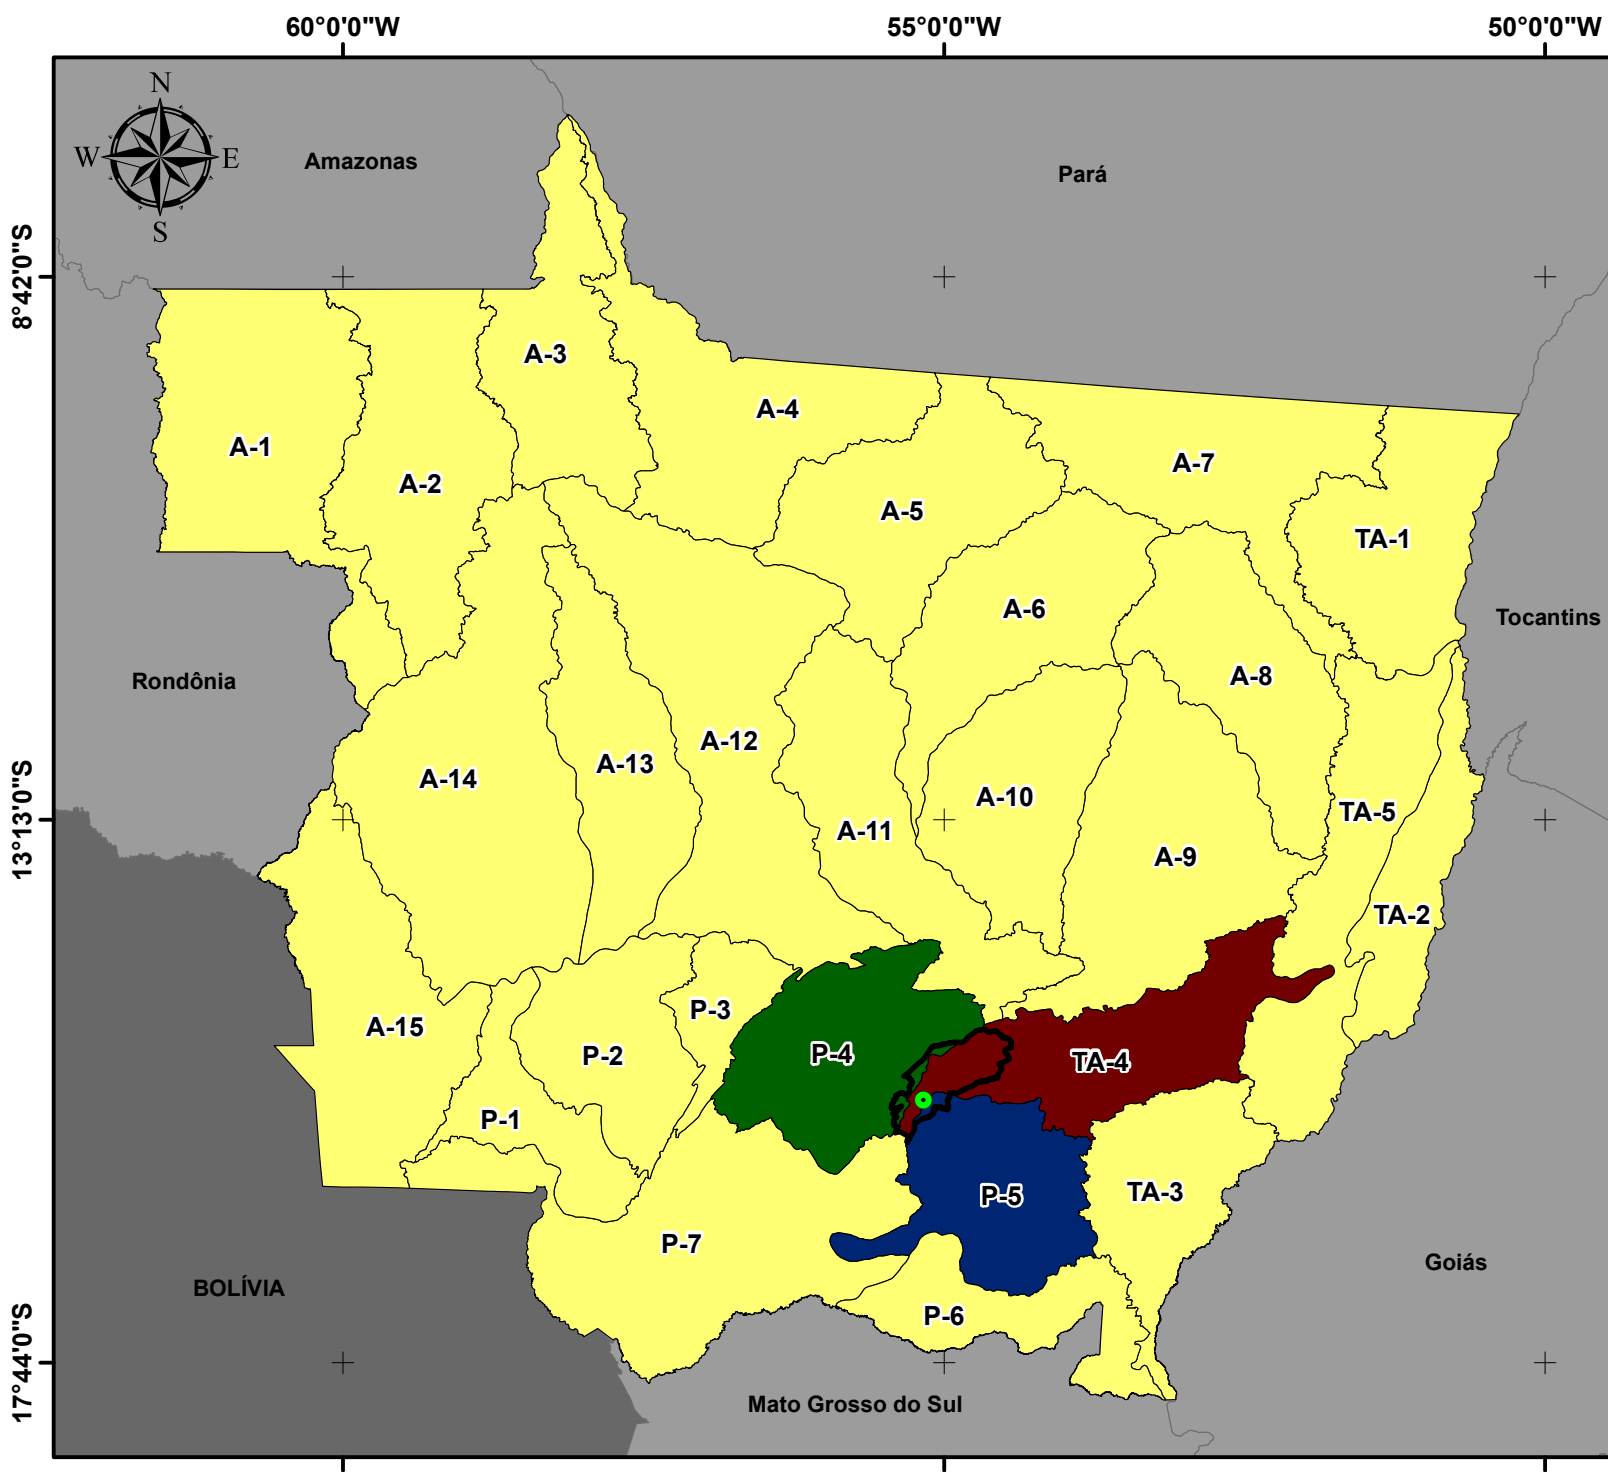 60°0'0"W
55°0'0"W
50°0'0"W
N
W
E
S
Amazonas
Pará
8°42'0"S
A-3
A-4
A-1
A-7
A-2
A-5
TA-1
A-6
Tocantins
Rondônia
A-8
A-12
A-13
A-14
A-10
TA-5
A-11
13°13'0"S
A-9
TA-2
P-3
A-15
P-2
P-4
TA-4
P-1
TA-3
P-5
P-7
Goiás
BOLÍVIA
P-6
17°44'0"S
Mato Grosso do Sul